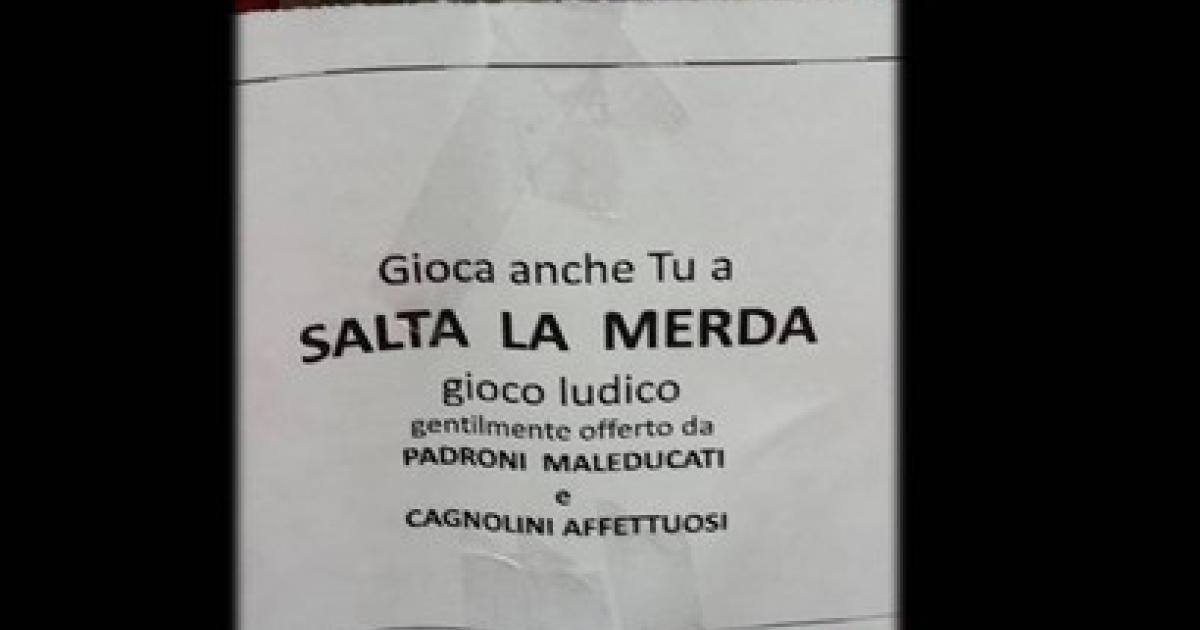 Gioca anche Tu a
SALTA LA MERDA
gioco ludico
gentilmente offerto da
PADRONI MALEDUCATI
e
CAGNOLINI AFFETTUOSI